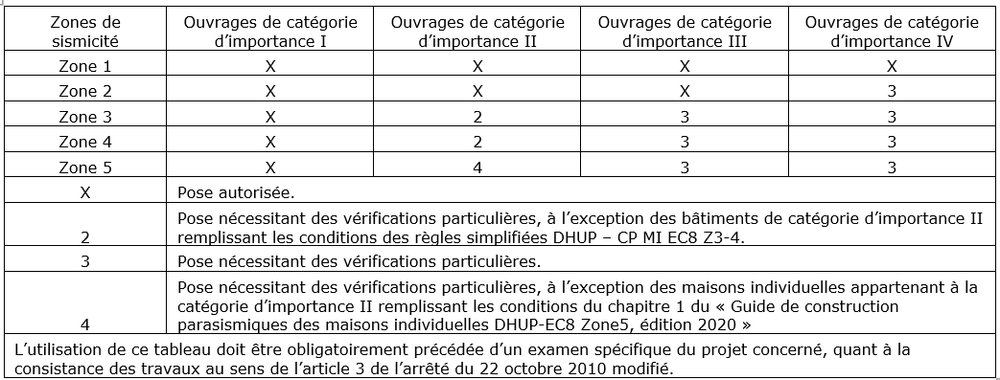 Zones de sismicité Ouvrages de catégorie d’importance I Ouvrages de catégorie d’importance II Ouvrages de catégorie d’importance III Ouvrages de catégorie d’importance IV
Zone 1 X X X X
Zone 2 X X X 3
Zone 3 X 2 3 3
Zone 4 X 2 3 3
Zone 5 X 4 3 3
X Pose autorisée.
Pose nécessitant des vérifications particulières, à l’exception des bâtiments de catégorie d’importance II
2 remplissant les conditions des règles simplifiées DHUP – CP MI EC8 Z3-4.
3 Pose nécessitant des vérifications particulières.
Pose nécessitant des vérifications particulières, à l’exception des maisons individuelles appartenant à la
catégorie d’importance II remplissant les conditions du chapitre 1 du « Guide de construction
4 parasismiques des maisons individuelles DHUP-EC8 Zone5, édition 2020 »
L’utilisation de ce tableau doit être obligatoirement précédée d’un examen spécifique du projet concerné, quant à la
consistance des travaux au sens de l’article 3 de l’arrêté du 22 octobre 2010 modifié.